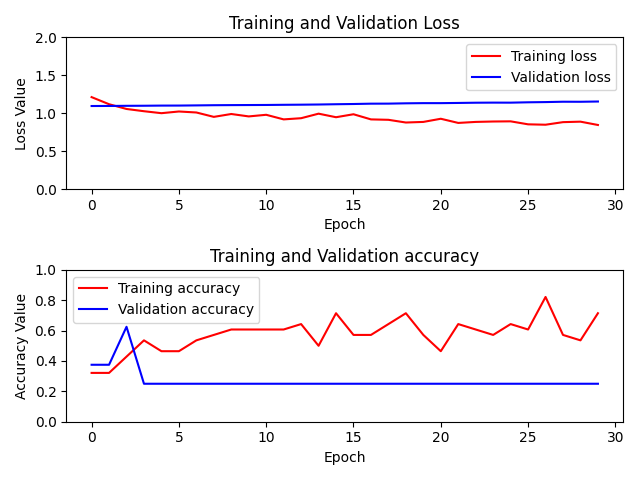 Training and Validation Loss
2.0
1.5
1.0
0.5
0.0
Loss Value
Training loss
Validation loss
0 5 10 15 20 25 30
Epoch
Training and Validation accuracy
1.0
0.8
0.6
0.4
0.2
0.0
Accuracy Value
Training accuracy
Validation accuracy
0 5 10 15 20 25 30
Epoch